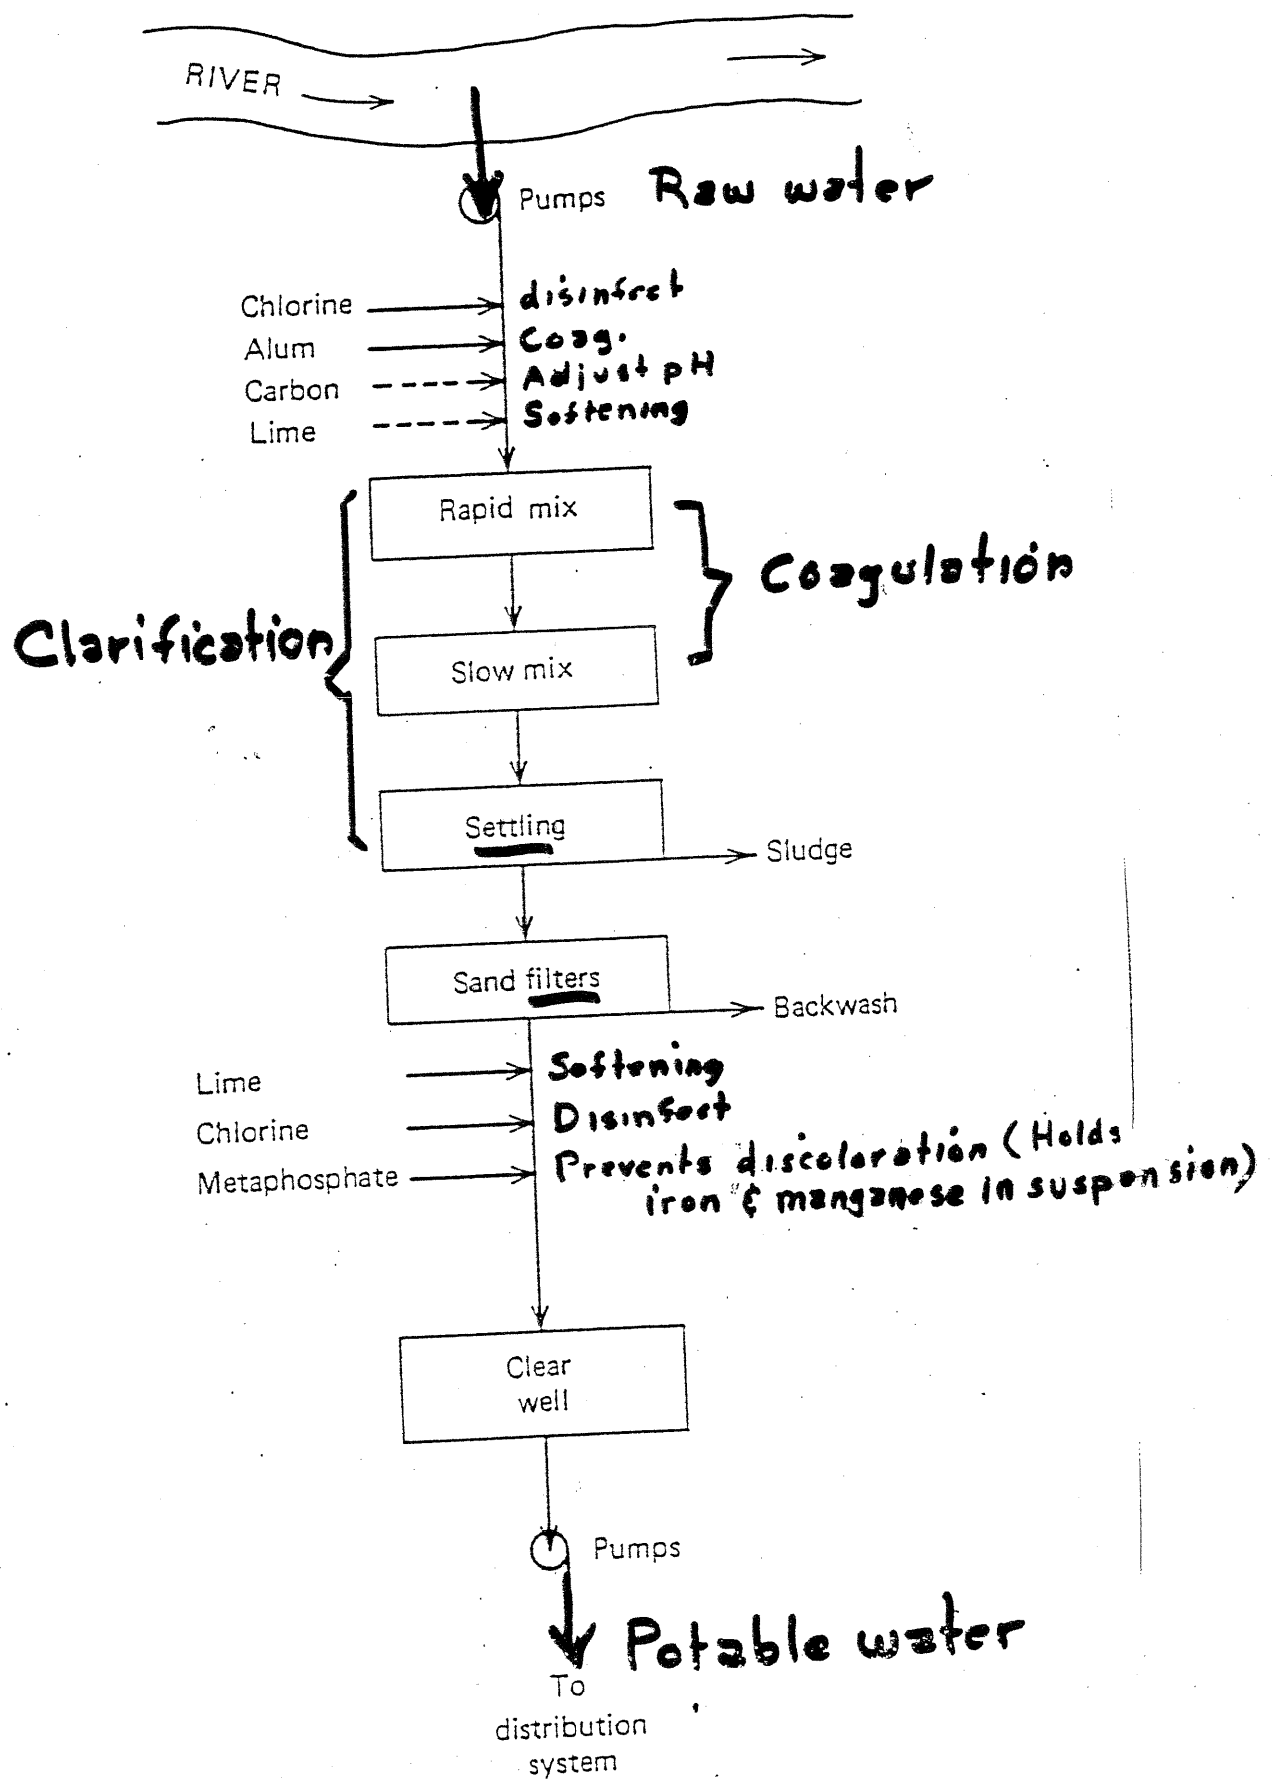 RIVER
Pumps Raw water
Chlorine disinfect
Alum Coag.
Carbon Adjust pH
Lime Softening
Rapid mix
Coagulation
Clarification
Slow mix
Settling
Sludge
Sand filters
Backwash
Lime Softening
Chlorine Disinfect
Metaphosphate Prevents discoloration (Holds
iron & manganese in suspension)
Clear
well
Pumps
Potable water
To
distribution
system